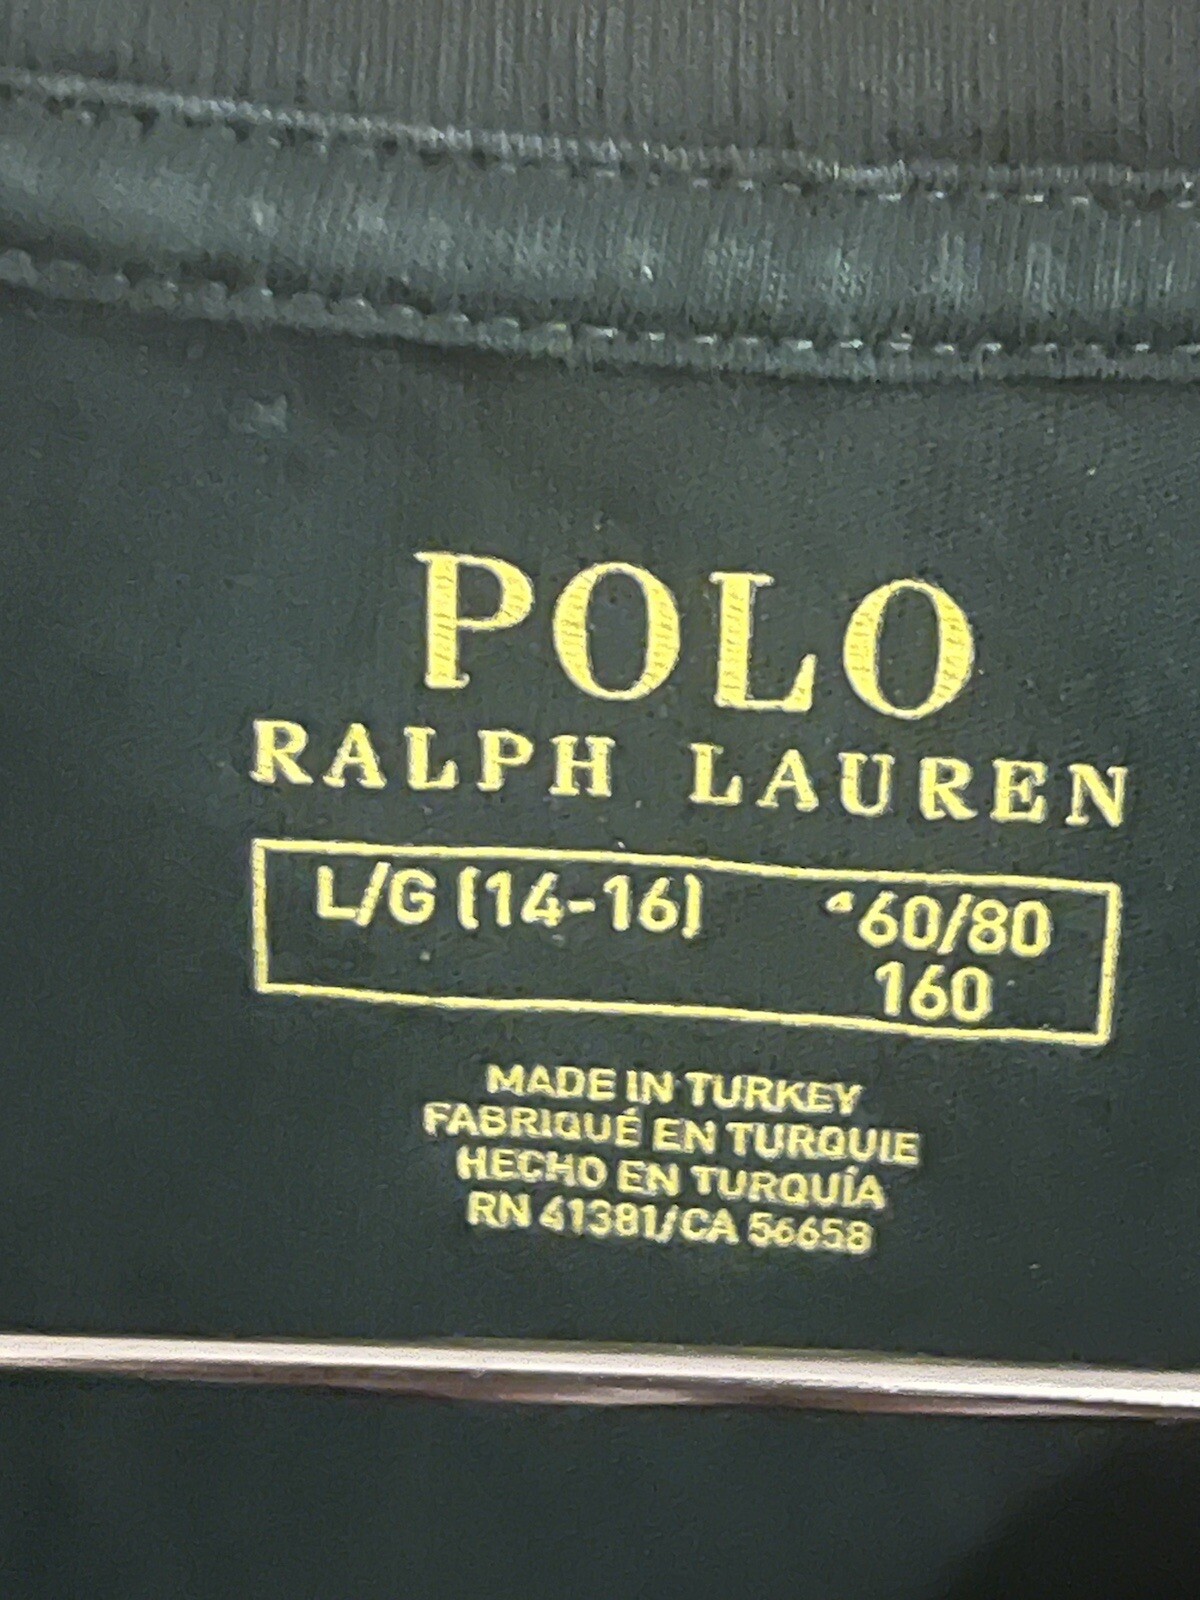 POLO
RALPH LAUREN
L/G (14-16) 60/80
160
MADE IN TURKEY
FABRIQUÉ EN TURQUIE
HECHO EN TURQUÍA
RN 41381/CA 56658